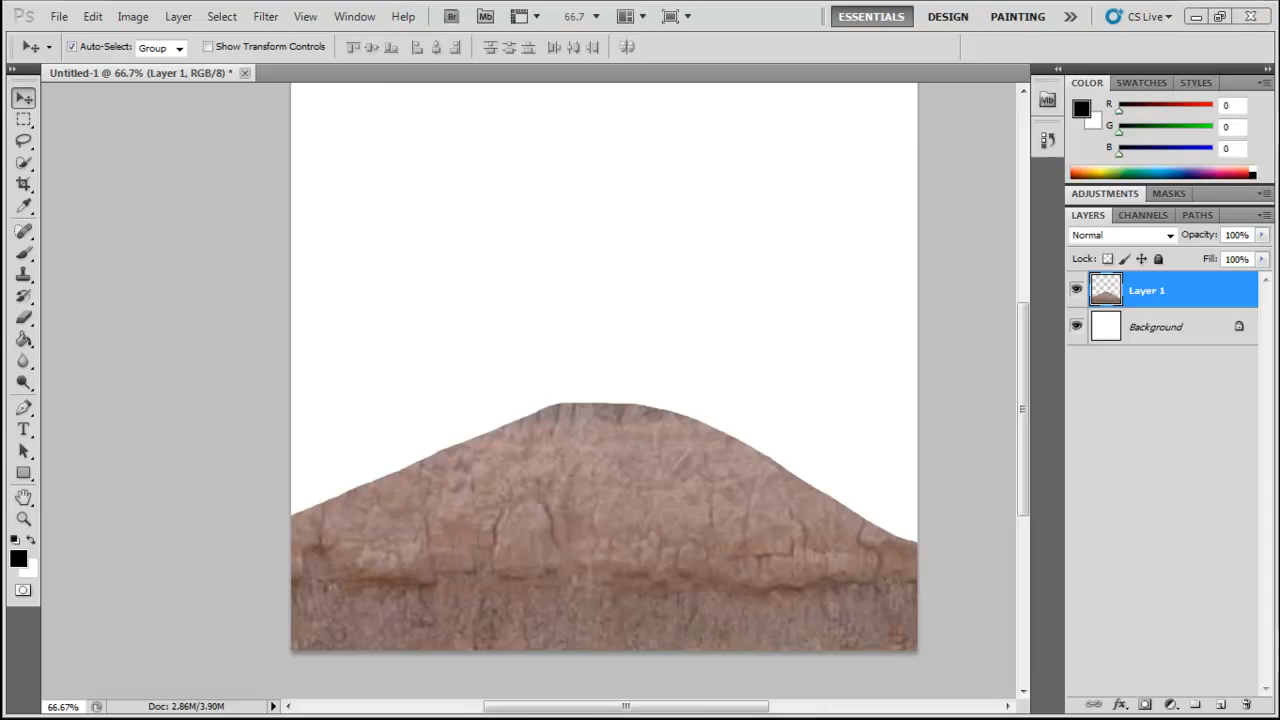 Ps File Edit Image Layer Select Filter View Window Help Br Mb 66.7 ESSENTIALS DESIGN PAINTING CS Live
Auto-Select: Group Show Transform Controls
Untitled-1 @ 66.7% (Layer 1, RGB/8) *
Mb
COLOR SWATCHES STYLES
R 0
G 0
B 0
ADJUSTMENTS MASKS
LAYERS CHANNELS PATHS
Normal Opacity: 100%
Lock: Fill: 100%
Layer 1
Background
66.67% Doc: 2.86M/3.90M